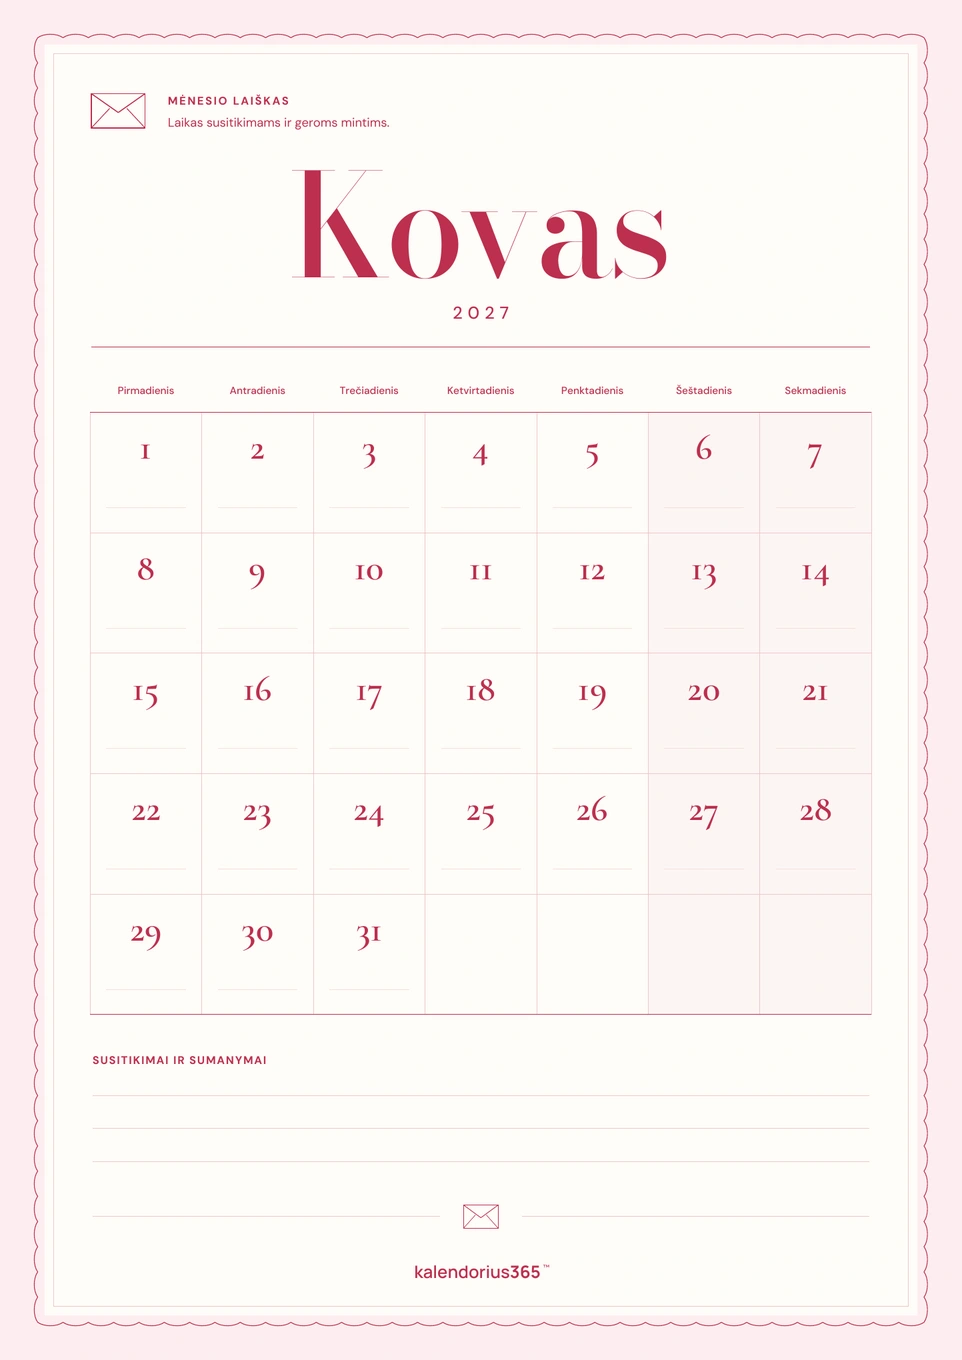 MĖNESIO LAIŠKAS
Laikas susitikimams ir geroms mintims.
Kovas
2027
Pirmadienis Antradienis Trečiadienis Ketvirtadienis Penktadienis Šeštadienis Sekmadienis
1 2 3 4 5 6 7
8 9 10 11 12 13 14
15 16 17 18 19 20 21
22 23 24 25 26 27 28
29 30 31
SUSITIKIMAI IR SUMANYMAI
kalendorius365™